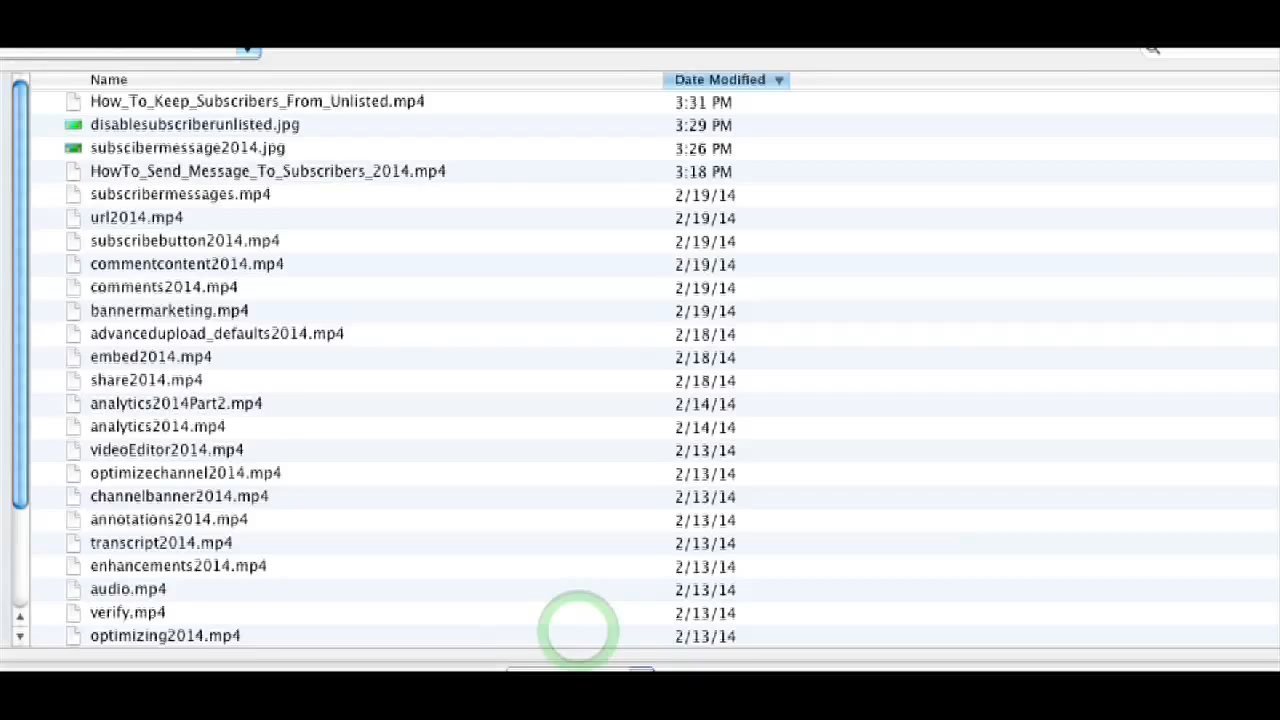 Name Date Modified
How_To_Keep_Subscribers_From_Unlisted.mp4 3:31 PM
disablesubscriberunlisted.jpg 3:29 PM
subscibermessage2014.jpg 3:26 PM
HowTo_Send_Message_To_Subscribers_2014.mp4 3:18 PM
subscribermessages.mp4 2/19/14
url2014.mp4 2/19/14
subscribebutton2014.mp4 2/19/14
commentcontent2014.mp4 2/19/14
comments2014.mp4 2/19/14
bannermarketing.mp4 2/19/14
advancedupload_defaults2014.mp4 2/18/14
embed2014.mp4 2/18/14
share2014.mp4 2/18/14
analytics2014Part2.mp4 2/14/14
analytics2014.mp4 2/14/14
videoEditor2014.mp4 2/13/14
optimizechannel2014.mp4 2/13/14
channelbanner2014.mp4 2/13/14
annotations2014.mp4 2/13/14
transcript2014.mp4 2/13/14
enhancements2014.mp4 2/13/14
audio.mp4 2/13/14
verify.mp4 2/13/14
optimizing2014.mp4 2/13/14